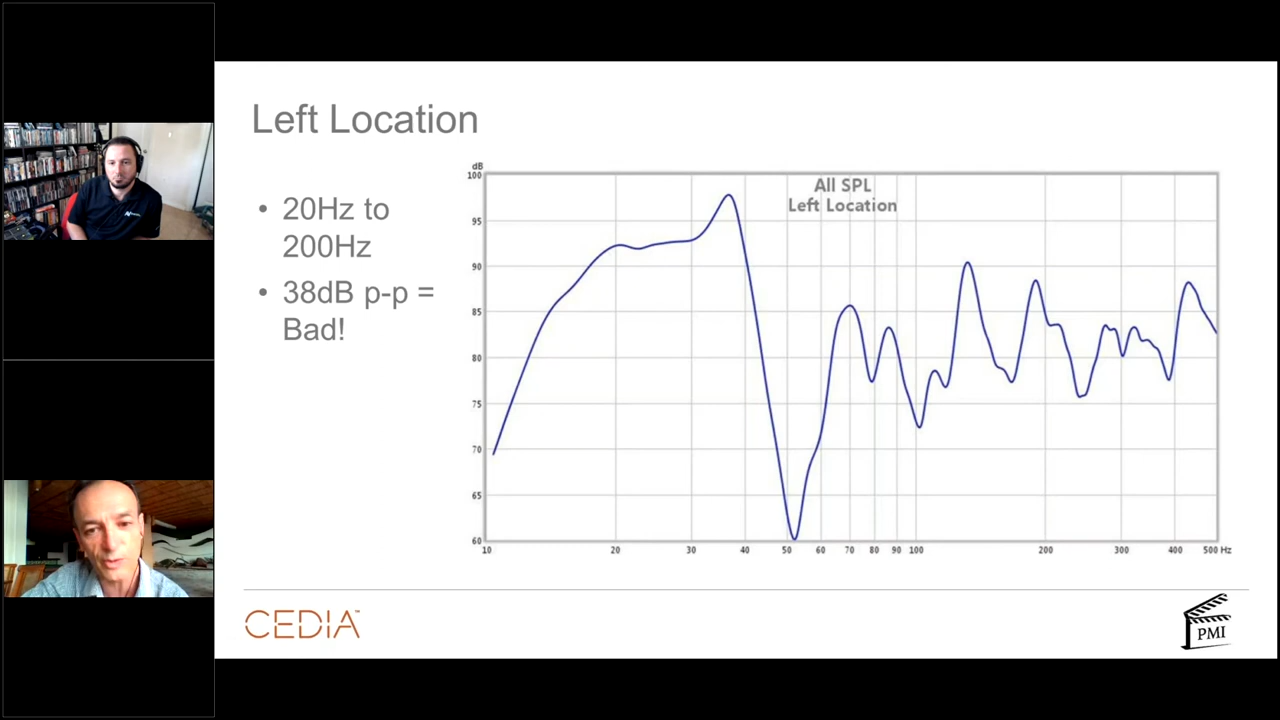 Left Location
• 20Hz to
200Hz
• 38dB p-p =
Bad!
dB
All SPL
Left Location
100
95
90
85
80
75
70
65
60
10 20 30 40 50 60 70 80 90 100 200 300 400 500 Hz
CEDIA™
PMI